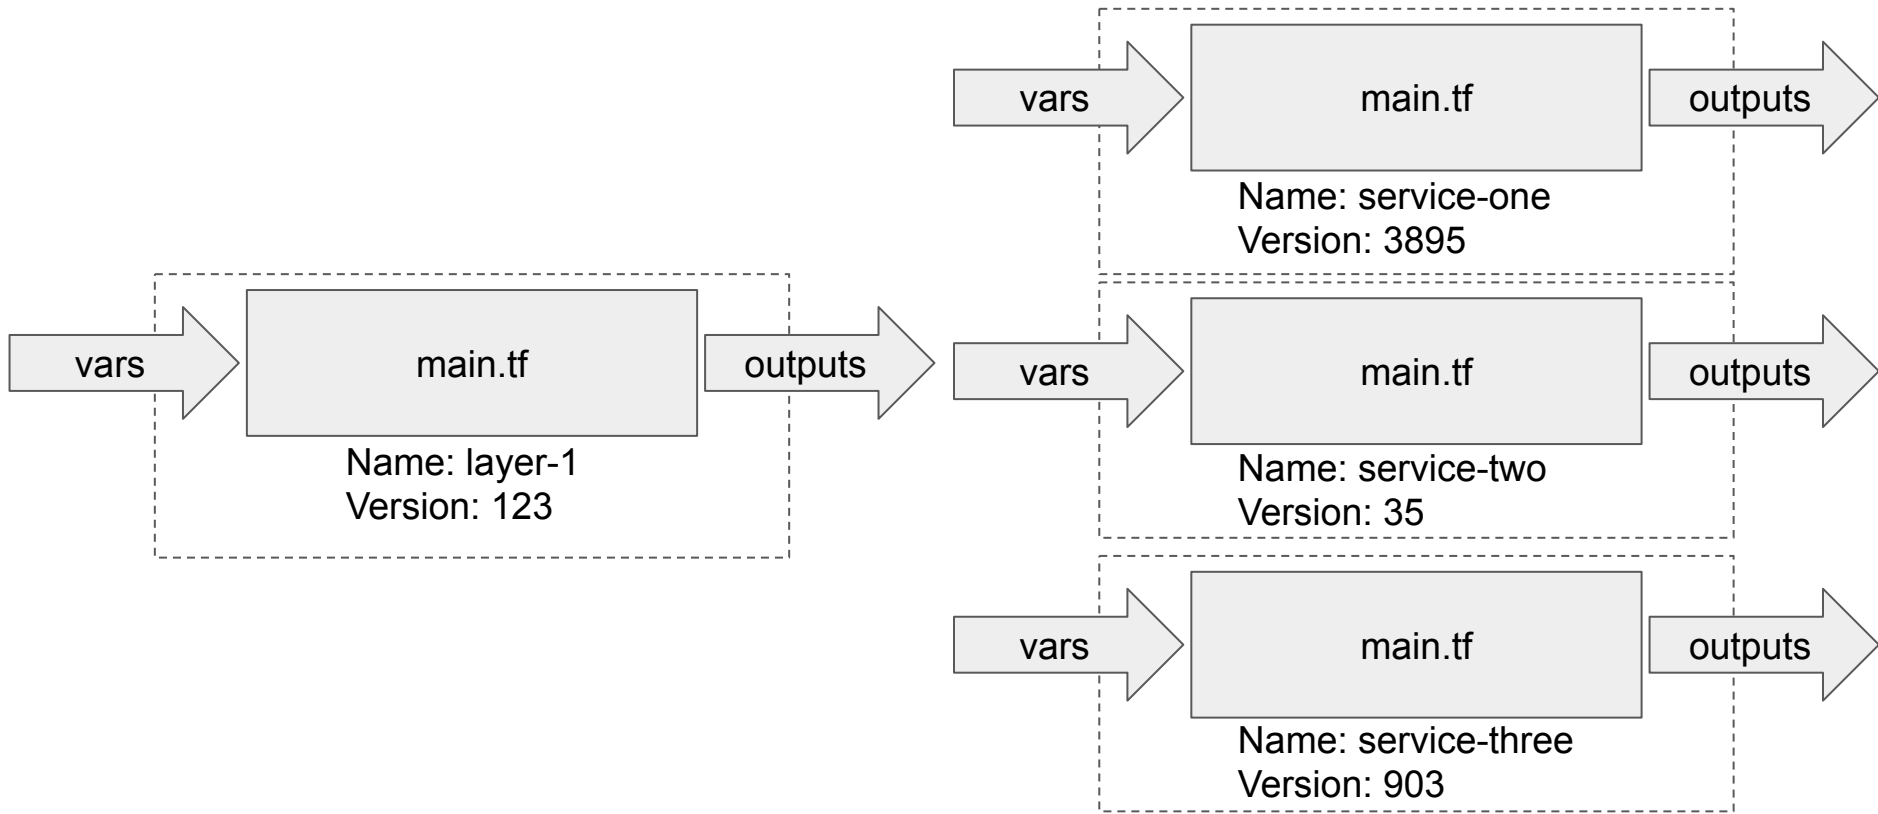 vars
main.tf
outputs
Name: layer-1
Version: 123
vars
main.tf
outputs
Name: service-one
Version: 3895
vars
main.tf
outputs
Name: service-two
Version: 35
vars
main.tf
outputs
Name: service-three
Version: 903